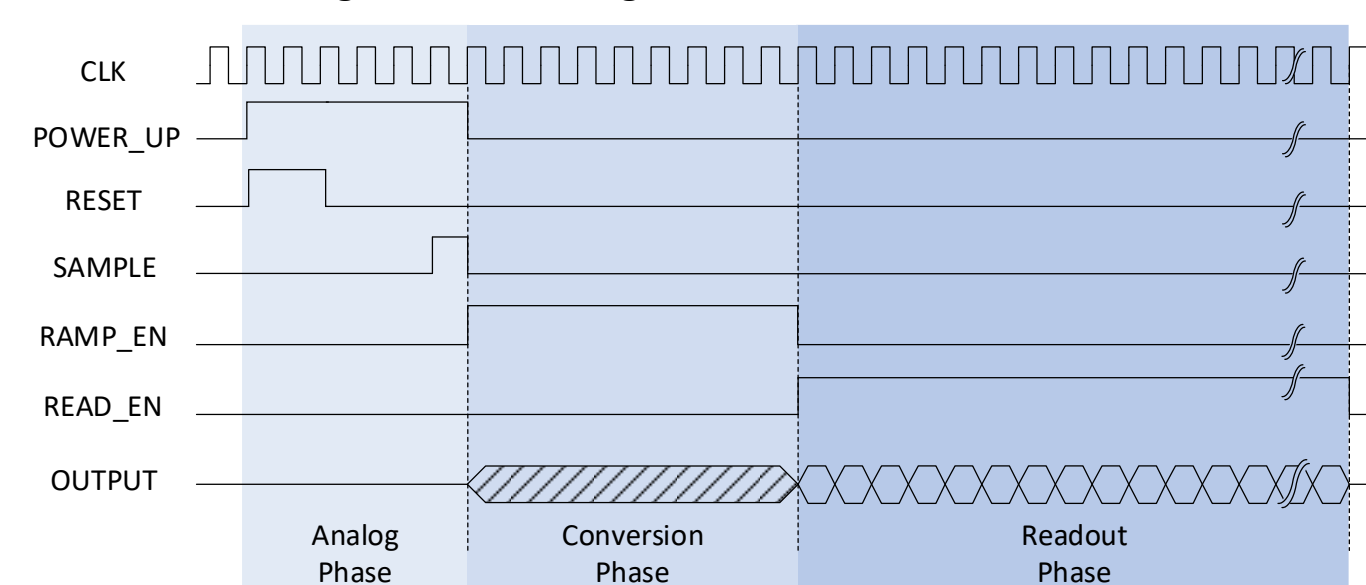 CLK
POWER_UP
RESET
SAMPLE
RAMP_EN
READ_EN
OUTPUT
Analog
Phase
Conversion
Phase
Readout
Phase